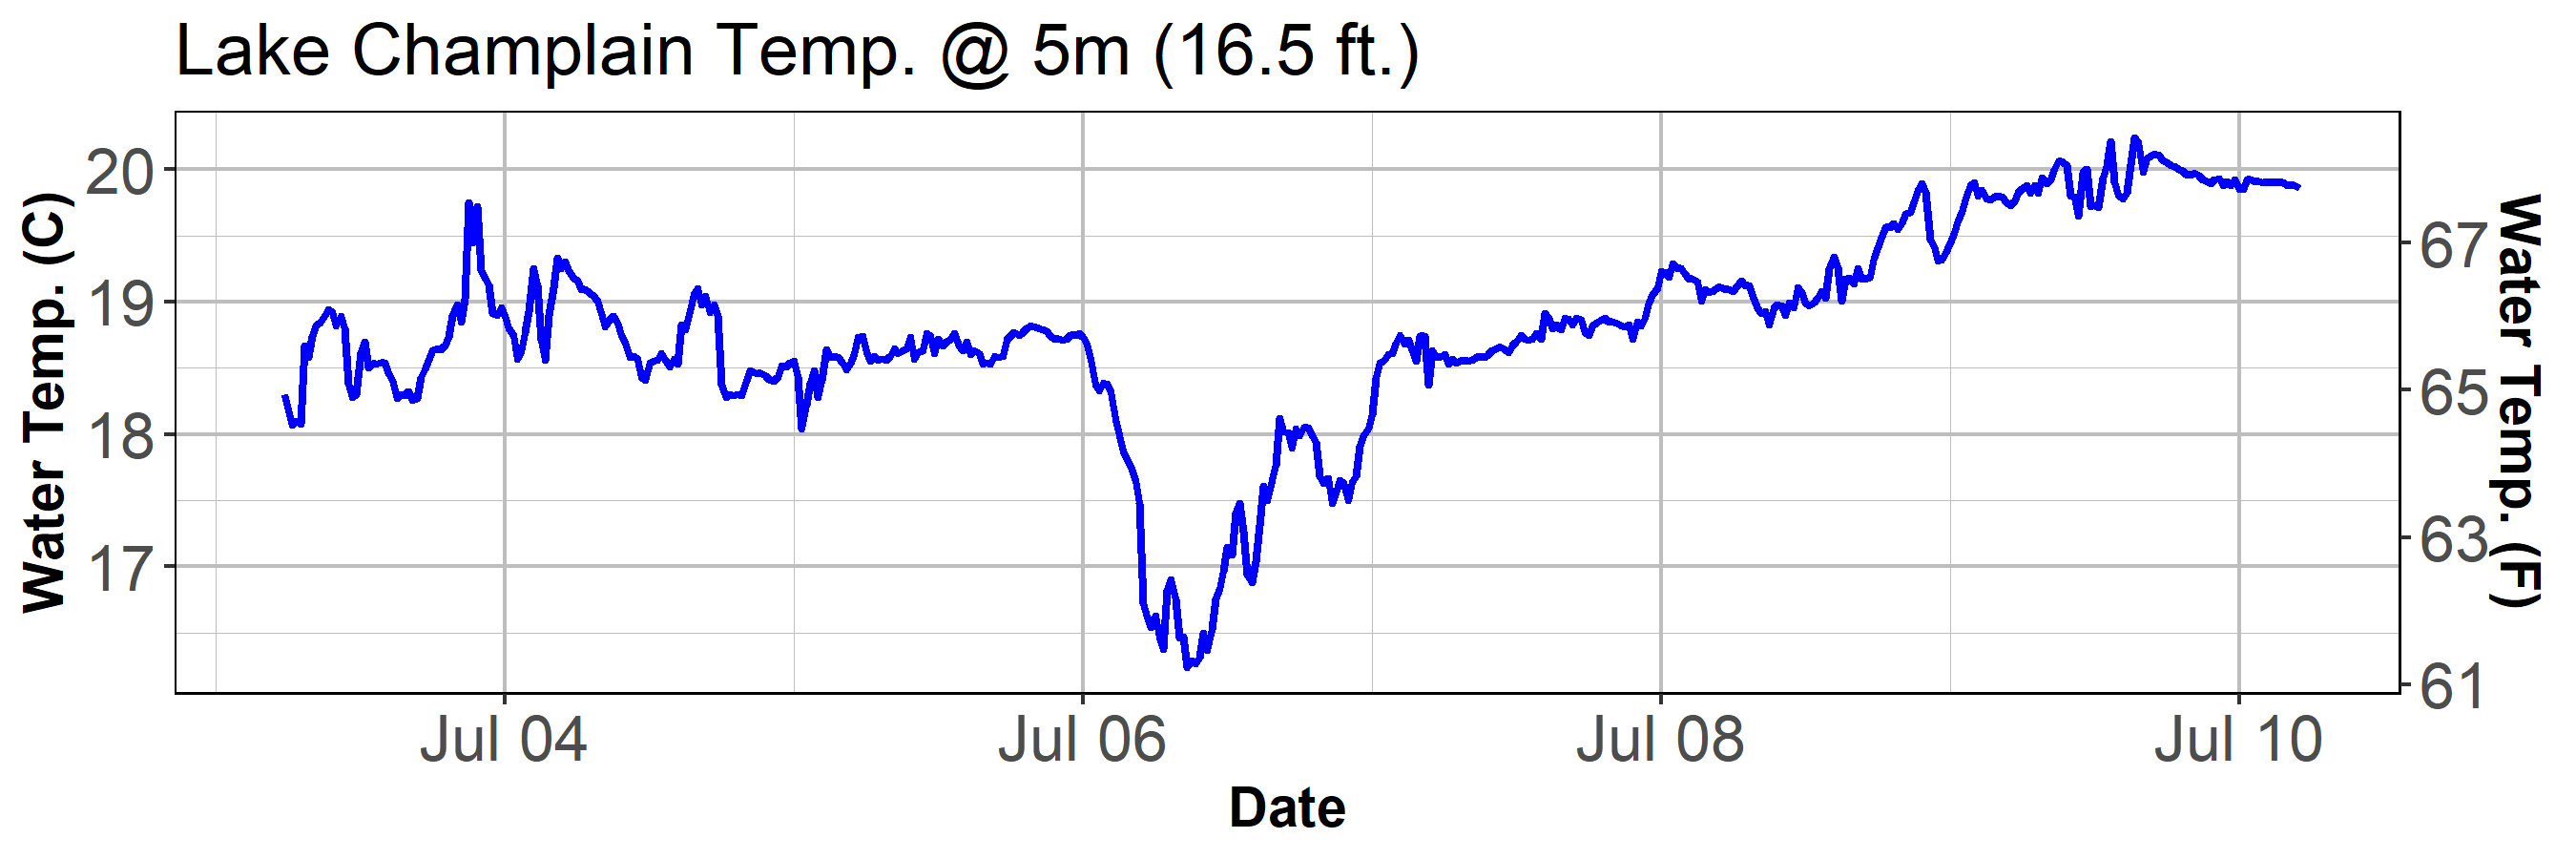 Lake Champlain Temp. @ 5m (16.5 ft.)
Water Temp. (C)
20
19
18
17
67
65
63
61
Water Temp. (F)
Jul 04 Jul 06 Jul 08 Jul 10
Date